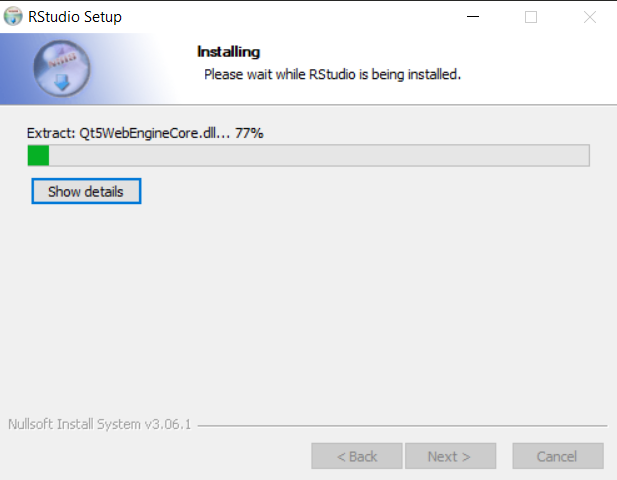 RStudio Setup
Installing
Please wait while RStudio is being installed.
Extract: Qt5WebEngineCore.dll... 77%
Show details
Nullsoft Install System v3.06.1
< Back
Next >
Cancel